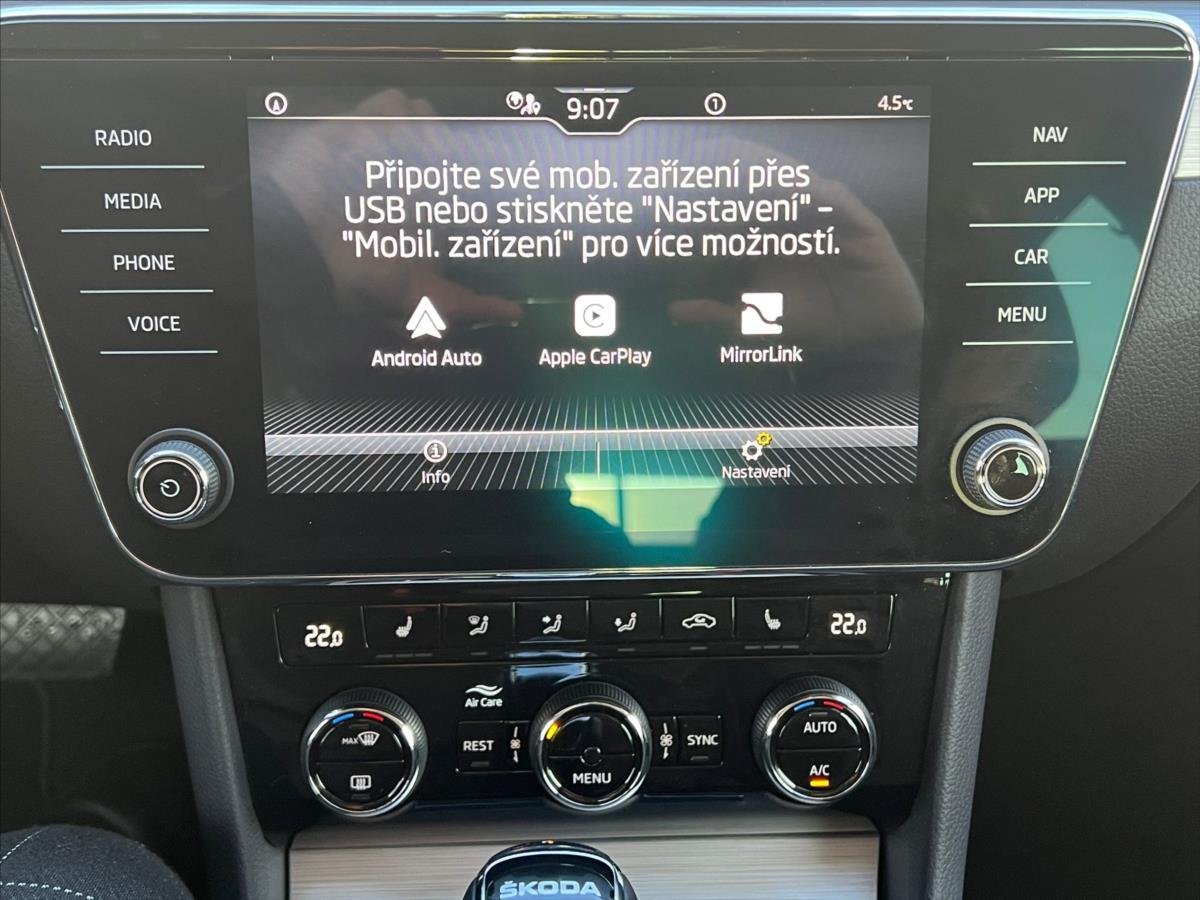 9:07
1
4.5°C
RADIO
MEDIA
PHONE
VOICE
Připojte své mob. zařízení přes
USB nebo stiskněte "Nastavení" –
"Mobil. zařízení" pro více možností.
Android Auto
Apple CarPlay
MirrorLink
Info
Nastavení
NAV
APP
CAR
MENU
22.0
22.0
Air Care
MAX
REST
MENU
SYNC
AUTO
A/C
ŠKODA